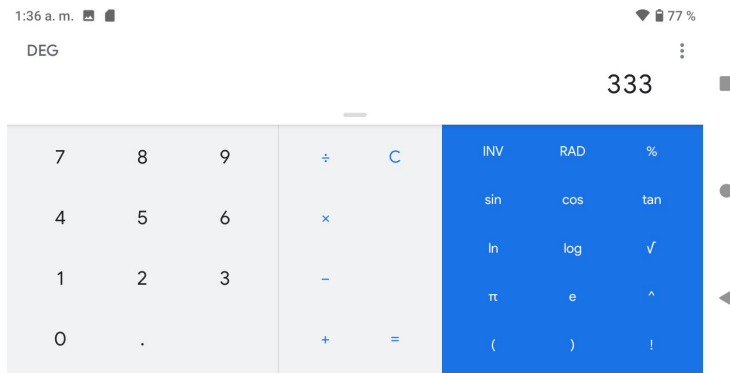 1:36 a. m. 77 %
DEG
333
7 8 9 ÷ C INV RAD %
4 5 6 × sin cos tan
1 2 3 − ln log √
0 . + = π e ^
( ) !